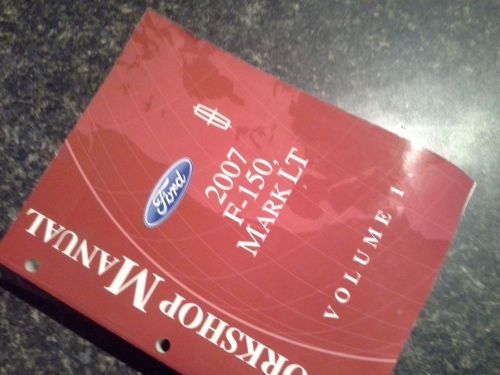 2007
F-150,
MARK LT
Ford
VOLUME 1
ORKSHOP MANUAL